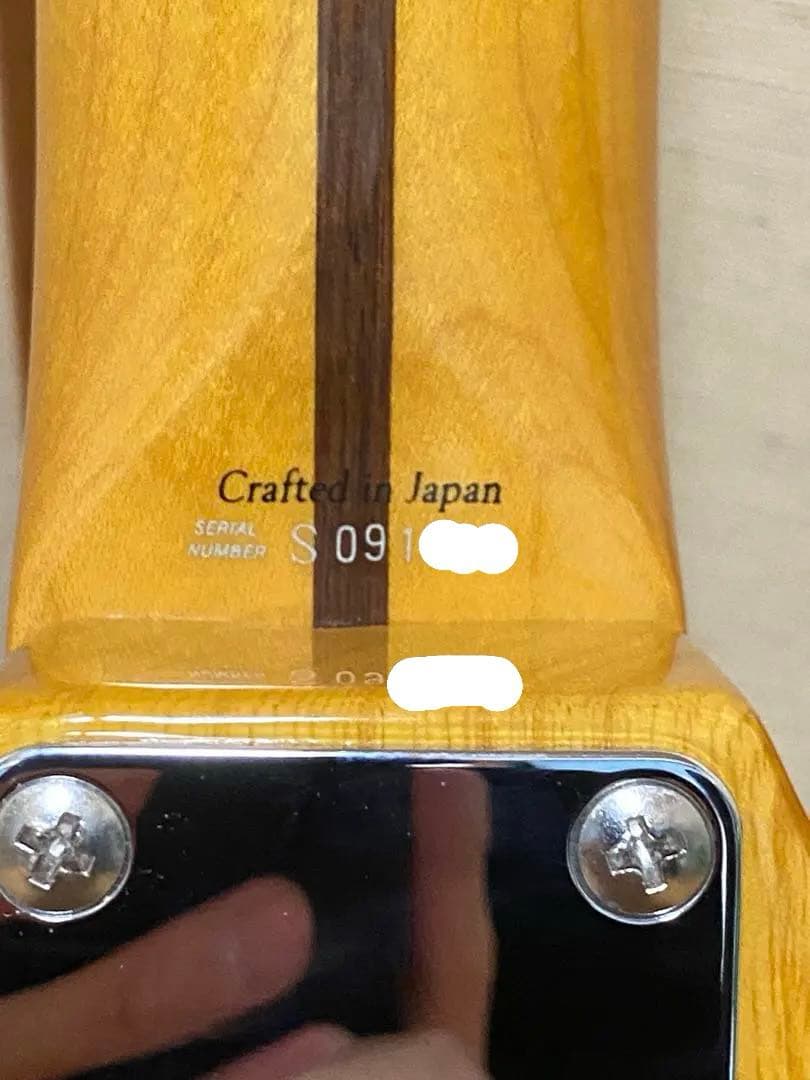 Crafted in Japan
SERIAL
NUMBER S 091